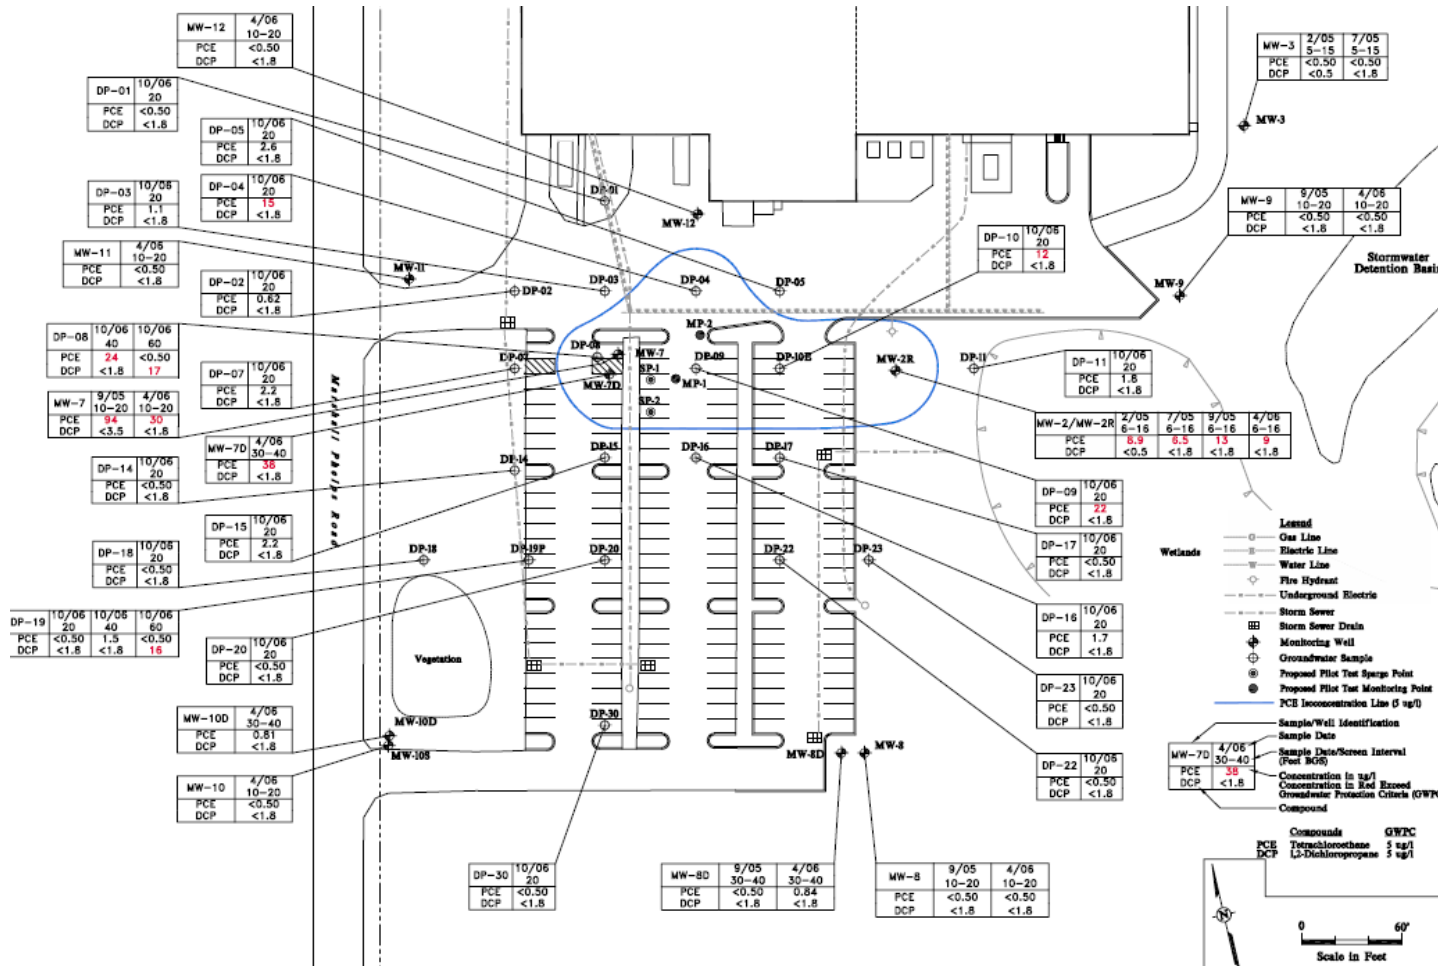 MW-12 4/06
10-20
PCE <0.50
DCP <1.8
DP-01 10/06
20
PCE <0.50
DCP <1.8
DP-05 10/06
20
PCE 2.6
DCP <1.8
DP-03 10/06
20
PCE 1.1
DCP <1.8
DP-04 10/06
20
PCE 15
DCP <1.8
MW-11 4/06
10-20
PCE <0.50
DCP <1.8
DP-02 10/06
20
PCE 0.62
DCP <1.8
DP-08 10/06 10/06
40 60
PCE 24 <0.50
DCP <1.8 17
DP-07 10/06
20
PCE 2.2
DCP <1.8
MW-7 9/05 4/06
10-20 10-20
PCE 94 30
DCP <3.5 <1.8
MW-7D 4/06
30-40
PCE 38
DCP <1.8
DP-14 10/06
20
PCE <0.50
DCP <1.8
DP-15 10/06
20
PCE 2.2
DCP <1.8
DP-18 10/06
20
PCE <0.50
DCP <1.8
DP-19 10/06 10/06 10/06
20 40 60
PCE <0.50 1.5 <0.50
DCP <1.8 <1.8 16
DP-20 10/06
20
PCE <0.50
DCP <1.8
MW-10D 4/06
30-40
PCE 0.81
DCP <1.8
MW-10 4/06
10-20
PCE <0.50
DCP <1.8
DP-30 10/06
20
PCE <0.50
DCP <1.8
MW-8D 9/05 4/06
30-40 30-40
PCE <0.50 0.84
DCP <1.8 <1.8
MW-8 9/05 4/06
10-20 10-20
PCE <0.50 <0.50
DCP <1.8 <1.8
MW-3 2/05 7/05
5-15 5-15
PCE <0.50 <0.50
DCP <0.5 <1.8
MW-9 9/05 4/06
10-20 10-20
PCE <0.50 <0.50
DCP <1.8 <1.8
DP-10 10/06
20
PCE 12
DCP <1.8
DP-11 10/06
20
PCE 1.8
DCP <1.8
MW-2/MW-2R 2/05 7/05 9/05 4/06
6-16 6-16 6-16 6-16
PCE 8.9 6.5 13 9
DCP <0.5 <1.8 <1.8 <1.8
DP-09 10/06
20
PCE 22
DCP <1.8
DP-17 10/06
20
PCE <0.50
DCP <1.8
DP-16 10/06
20
PCE 1.7
DCP <1.8
DP-23 10/06
20
PCE <0.50
DCP <1.8
DP-22 10/06
20
PCE <0.50
DCP <1.8
MW-3
DP-01
MW-12
MW-11
DP-02
DP-03
DP-04
DP-05
MW-9
Stormwater
Detention Basin
MP-2
DP-07
DP-08
MW-7
DP-09
DP-10E
MW-2R
DP-11
MW-7D
SP-1
MP-1
SP-2
Mitchell Phelps Road
DP-14
DP-15
DP-16
DP-17
DP-18
DP-19P
DP-20
DP-22
DP-23
Wetlands
Vegetation
DP-30
MW-10D
MW-10S
MW-8D
MW-8
Legend
Gas Line
Electric Line
Water Line
Fire Hydrant
Underground Electric
Storm Sewer
Storm Sewer Drain
Monitoring Well
Groundwater Sample
Proposed Pilot Test Sparge Point
Proposed Pilot Test Monitoring Point
PCE Isoconcentration Line (5 ug/l)
Sample/Well Identification
Sample Date
Sample Date/Screen Interval
(Feet BGS)
MW-7D 4/06
30-40
PCE 38
DCP <1.8
Concentration in ug/l
Concentration in Red Exceed
Groundwater Protection Criteria (GWPC
Compound
Compounds GWPC
PCE Tetrachloroethane 5 ug/l
DCP 1,2-Dichloropropane 5 ug/l
N
0 60'
Scale in Feet